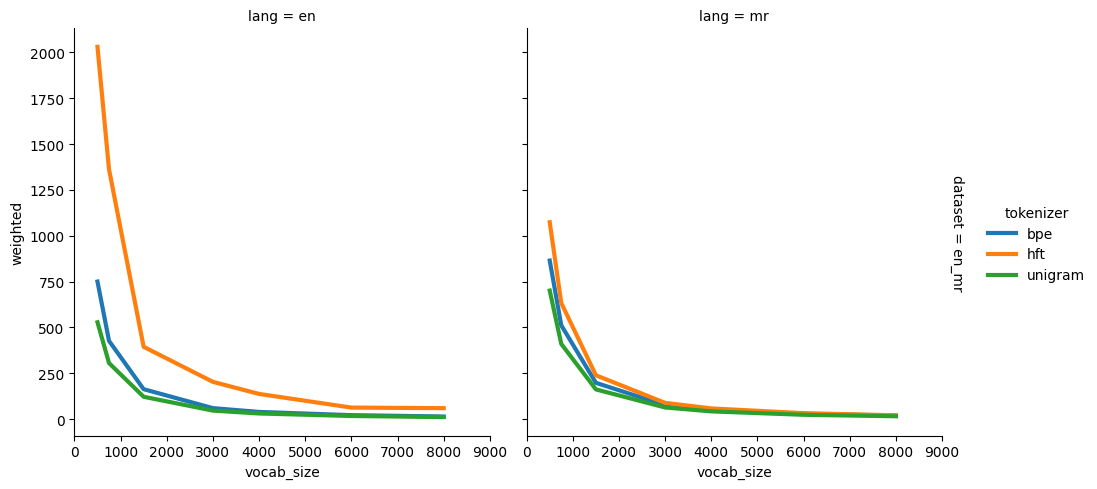 lang = en
lang = mr
2000
1750
1500
1250
1000
750
500
250
0
weighted
0 1000 2000 3000 4000 5000 6000 7000 8000 9000
vocab_size
0 1000 2000 3000 4000 5000 6000 7000 8000 9000
vocab_size
dataset = en_mr
tokenizer
bpe
hft
unigram